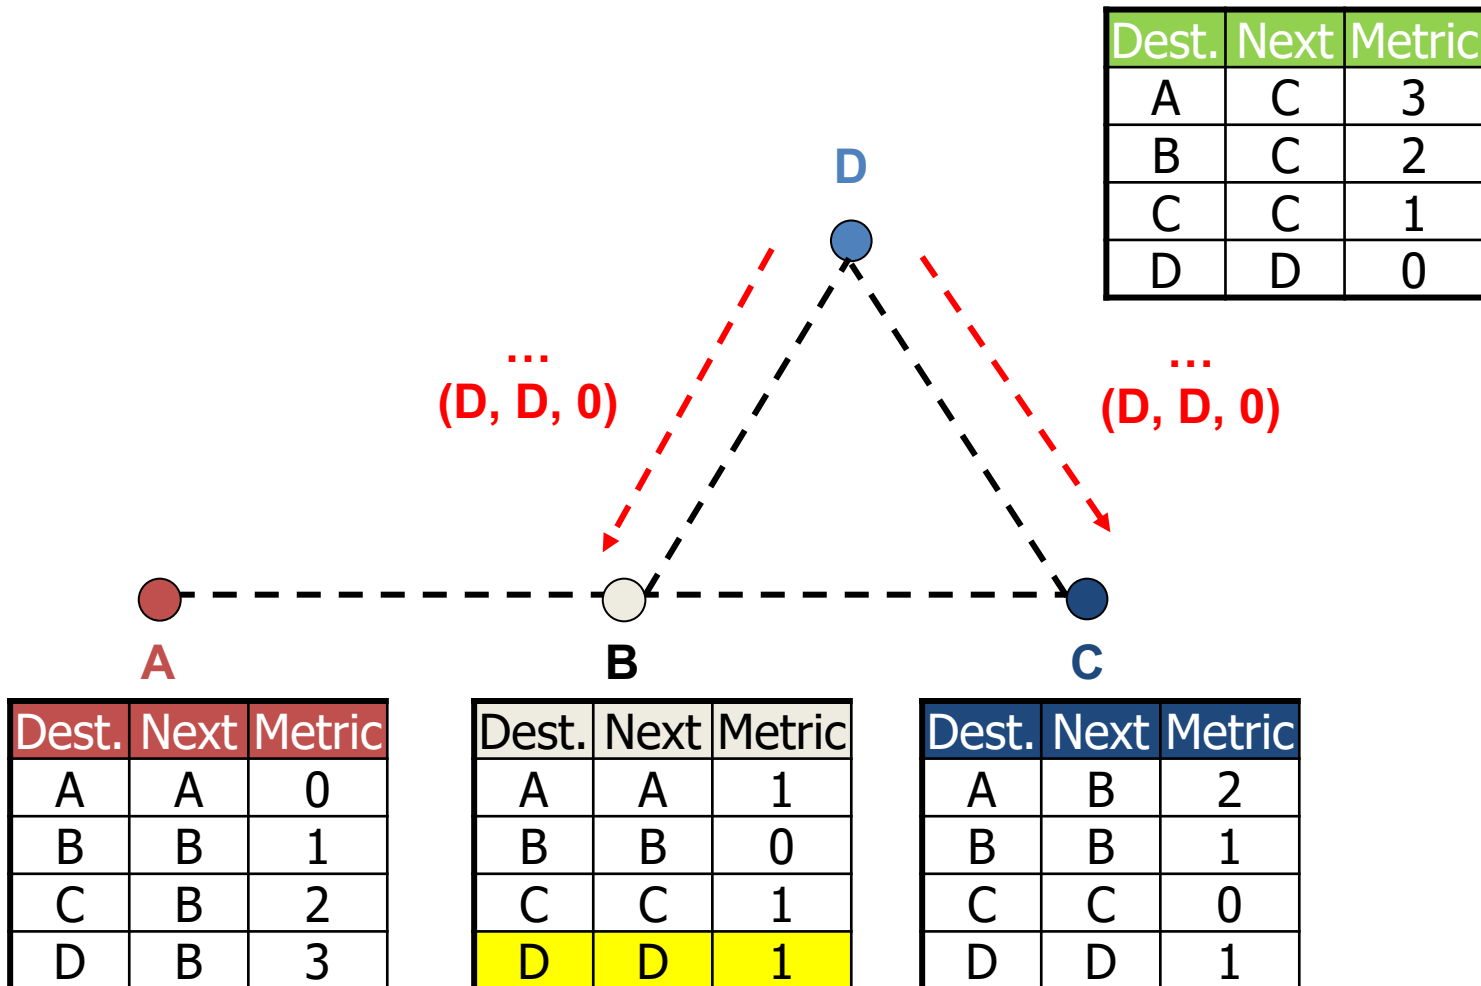 Dest. Next Metric
A C 3
B C 2
C C 1
D D 0
D
...
(D, D, 0)
...
(D, D, 0)
A
B
C
Dest. Next Metric
A A 0
B B 1
C B 2
D B 3
Dest. Next Metric
A A 1
B B 0
C C 1
D D 1
Dest. Next Metric
A B 2
B B 1
C C 0
D D 1